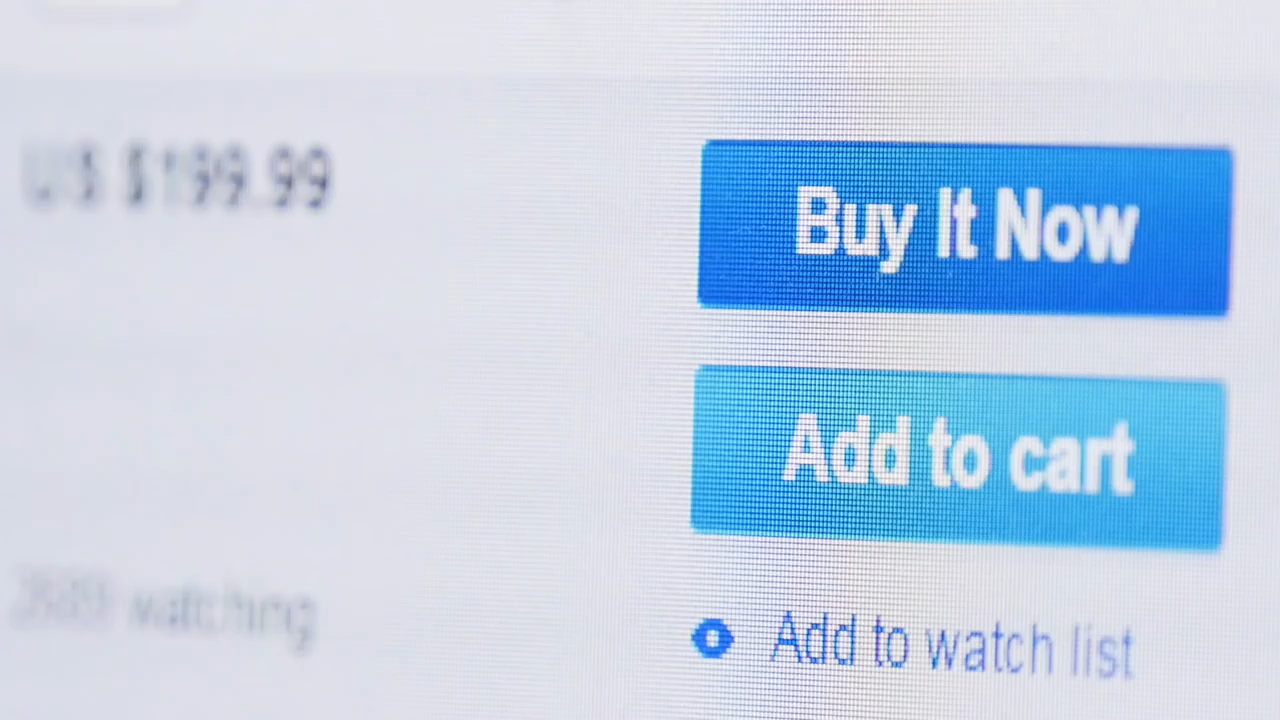 US $199.99
Buy It Now
Add to cart
watching
Add to watch list